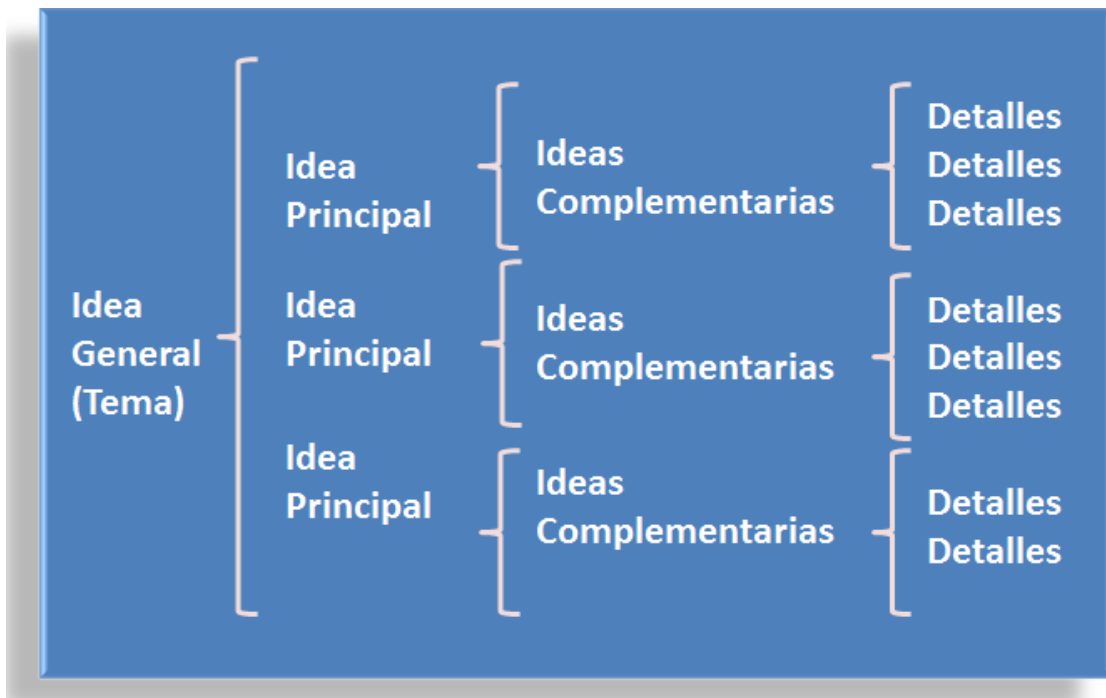 Idea
General
(Tema)
Idea
Principal
Ideas
Complementarias
Detalles
Detalles
Detalles
Idea
Principal
Ideas
Complementarias
Detalles
Detalles
Detalles
Idea
Principal
Ideas
Complementarias
Detalles
Detalles